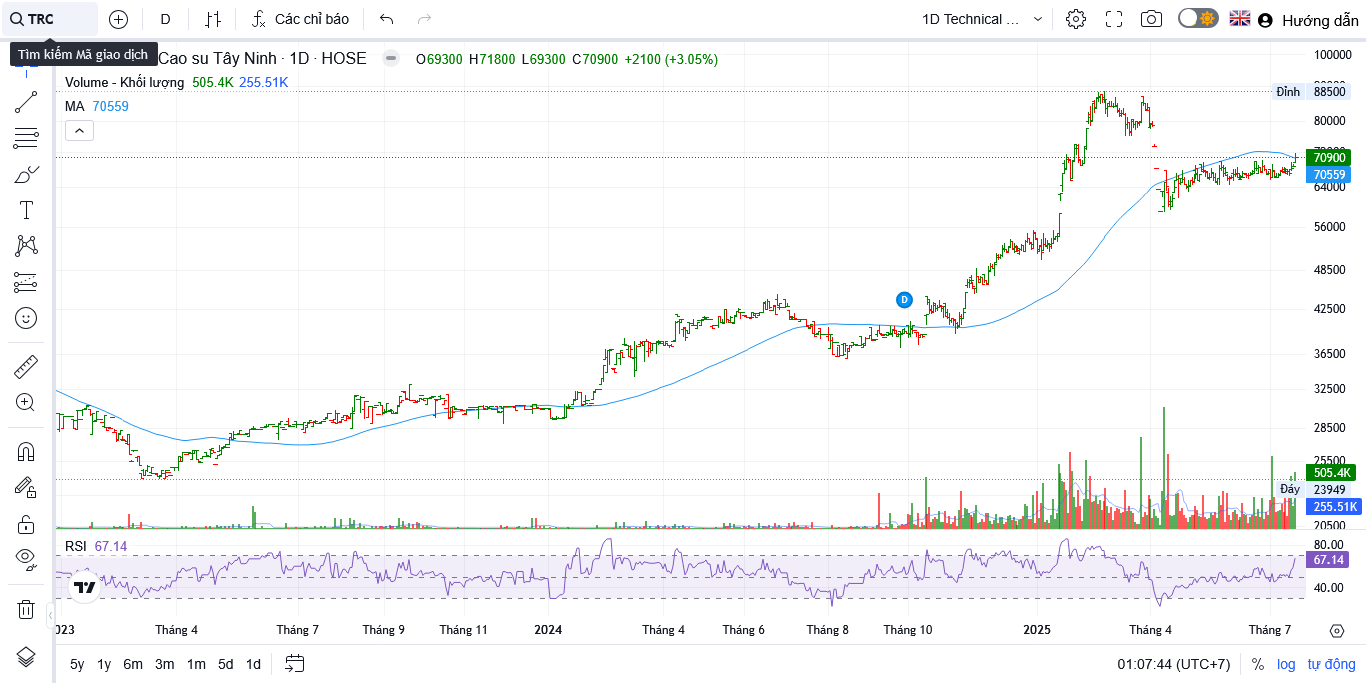 TRC D Các chỉ báo 1D Technical ... Hướng dẫn
Tìm kiếm Mã giao dịch
Cao su Tây Ninh · 1D · HOSE O69300 H71800 L69300 C70900 +2100 (+3.05%)
Volume - Khối lượng 505.4K 255.51K
MA 70559
100000
Đỉnh 88500
80000
70900
70559
64000
56000
48500
D
42500
36500
32500
28500
25500
505.4K
Đáy 23949
255.51K
20500
RSI 67.14
80.00
67.14
40.00
023 Tháng 4 Tháng 7 Tháng 9 Tháng 11 2024 Tháng 4 Tháng 6 Tháng 8 Tháng 10 2025 Tháng 4 Tháng 7
5y 1y 6m 3m 1m 5d 1d 01:07:44 (UTC+7) % log tự động